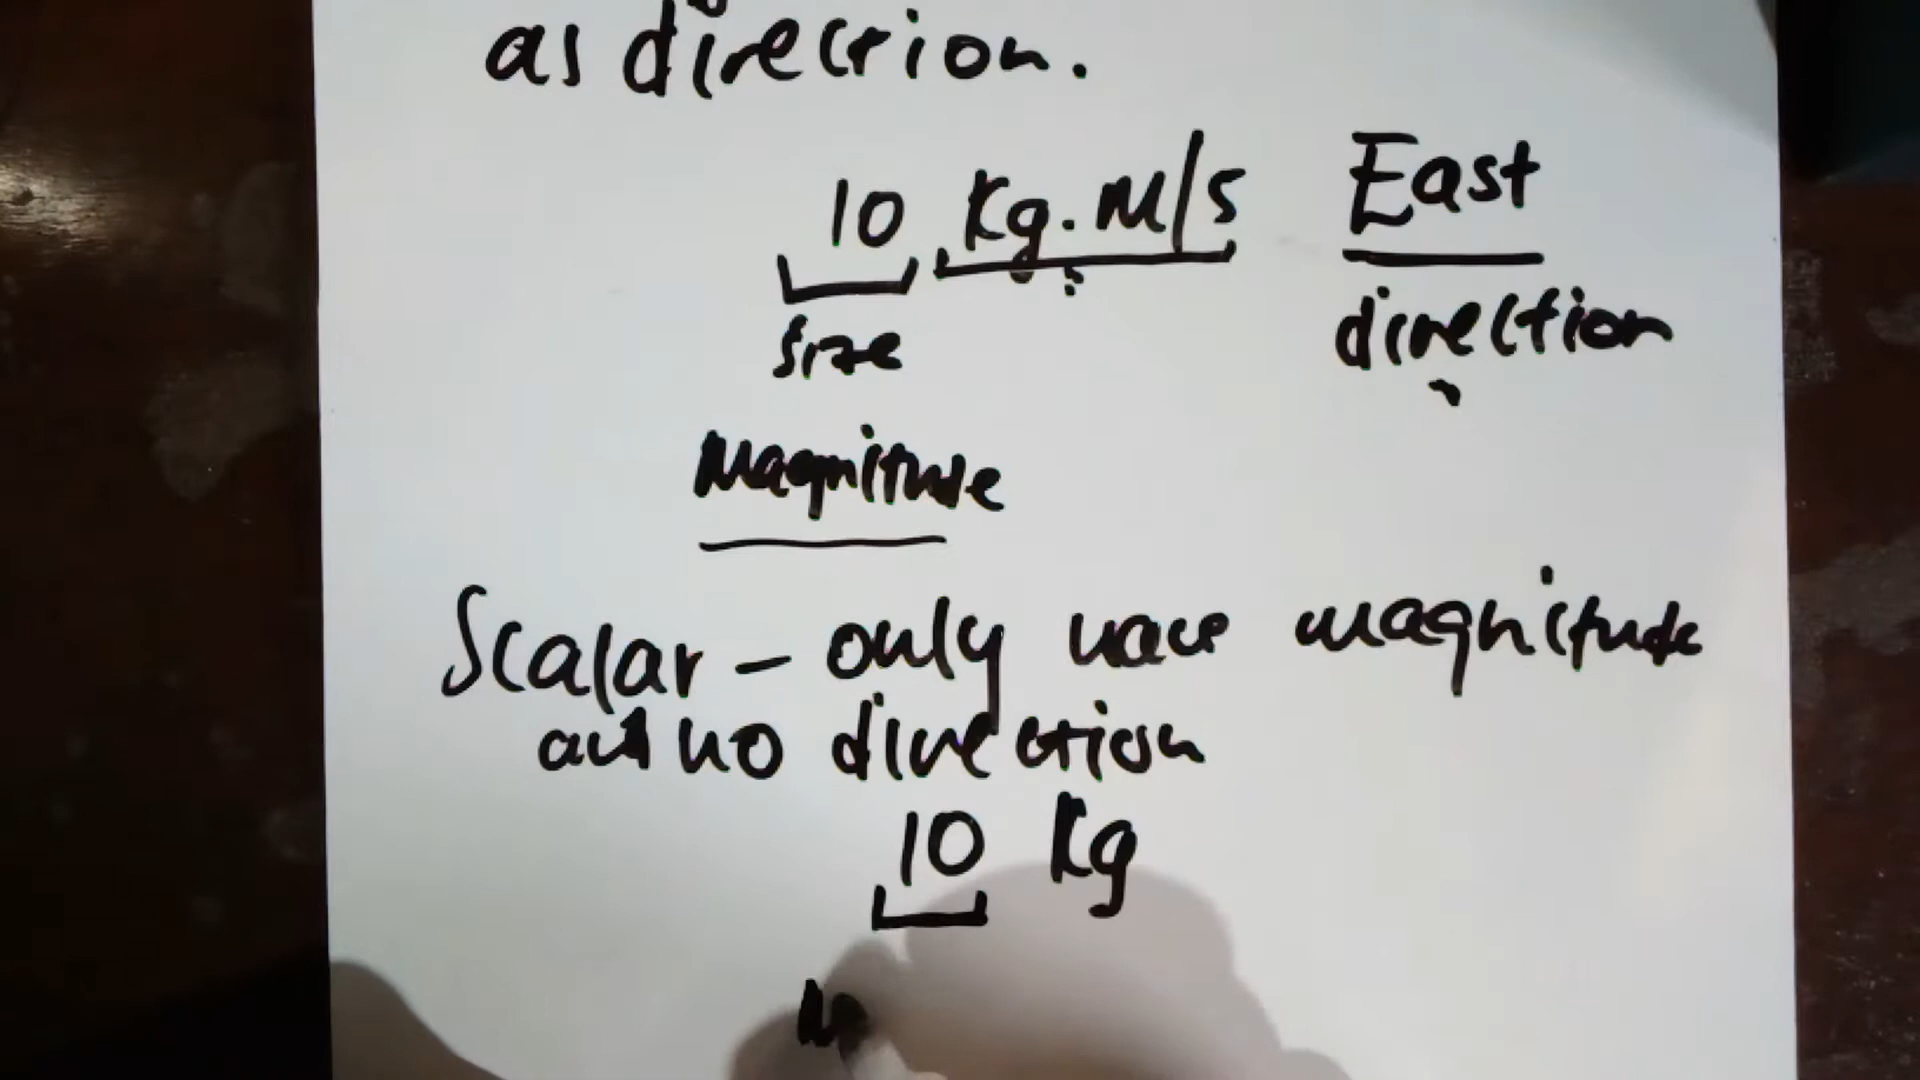 as direction.
10 Kg.m/s East
size direction
Magnitude
Scalar - only have magnitude
and no direction
10 Kg